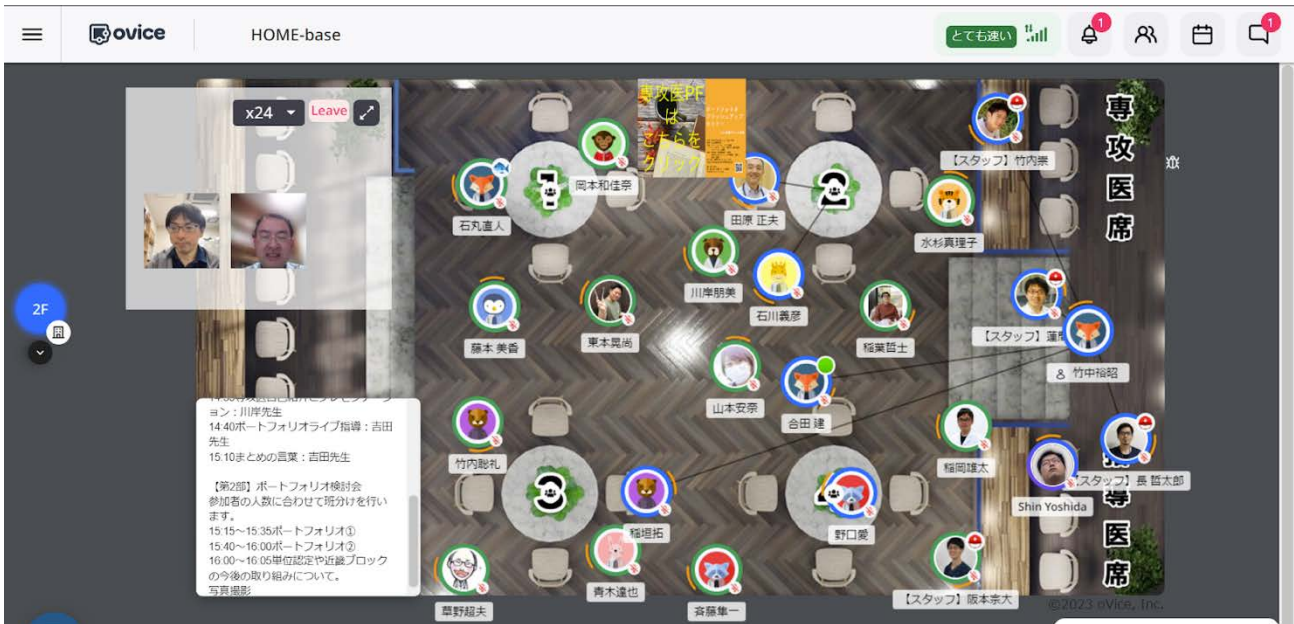 ovice
HOME-base
とても速い
1
1
x24
Leave
専攻医PF
は
こちらを
クリック
専攻医席
【スタッフ】竹内崇
岡本和佳奈
石丸直人
1
2
田原 正夫
水杉真理子
川岸朋美
石川義彦
2F
藤本 美香
東本晃尚
稲葉哲士
【スタッフ】蓮間
竹中裕昭
山本安奈
合田 建
ョン：川岸先生
14:40ポートフォリオライブ指導：吉田
先生
15:10まとめの言葉：吉田先生
【第2部】ポートフォリオ検討会
参加者の人数に合わせて班分けを行い
ます。
15:15～15:35ポートフォリオ①
15:40～16:00ポートフォリオ②
16:00～16:05単位認定や近畿ブロック
の今後の取り組みについて。
写真撮影
竹内聡礼
稲岡雄太
【スタッフ】長 哲太郎
Shin Yoshida
導医席
3
稲垣拓
野口愛
青木達也
草野超夫
斉藤隼一
【スタッフ】阪本宗大
©2023 oVice, Inc.